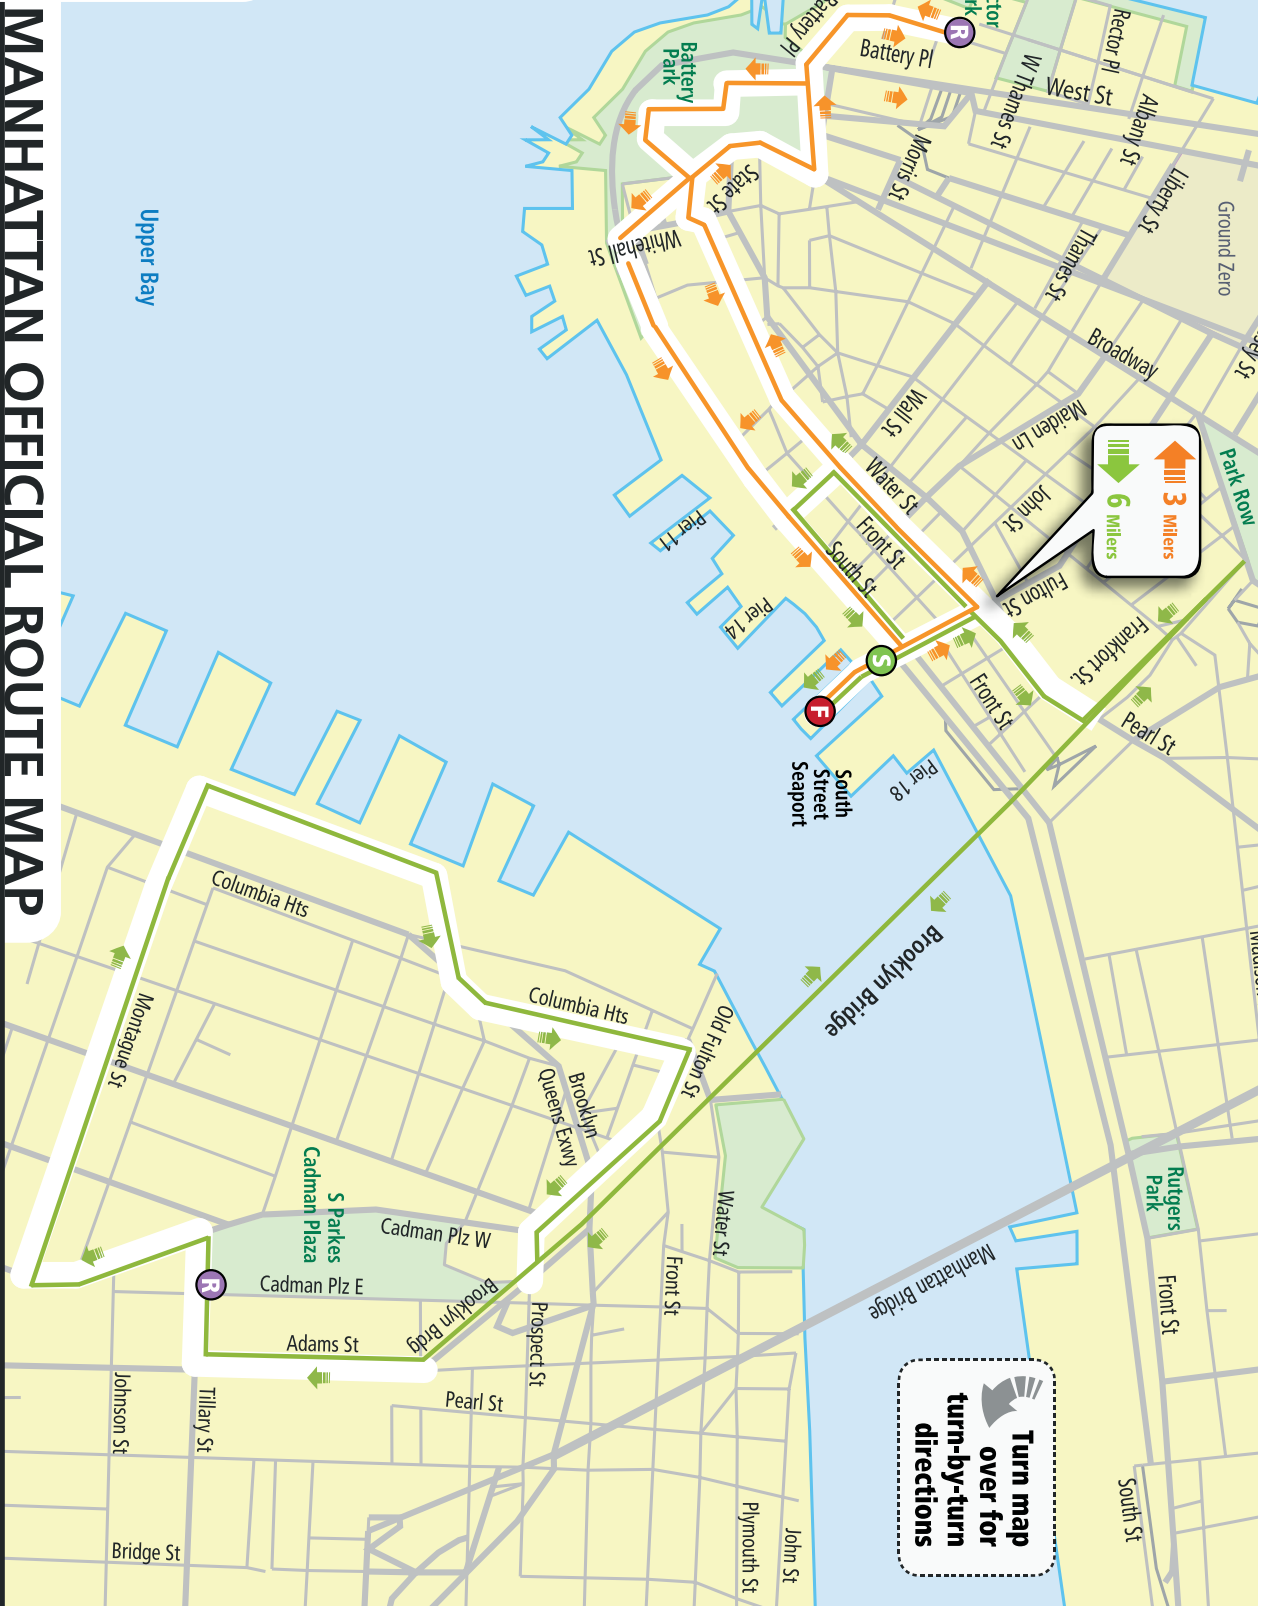 MANHATTAN OFFICIAL ROUTE MAP
Upper Bay
Battery
Park
Battery Pl
Battery Pl
R
Rector Pl
W Thames St
West St
Albany St
Morris St
Liberty St
Ground Zero
Thames St
State St
Whitehall St
Broadway
Wall St
Maiden Ln
John St
Park Row
3 Milers
6 Milers
Water St
Front St
South St
Fulton St
Frankfort St.
Pearl St
Front St
Pier 11
Pier 14
Pier 18
S
F
South
Street
Seaport
Brooklyn Bridge
Columbia Hts
Columbia Hts
Old Fulton St
Montague St
Brooklyn
Queens Exwy
S Parkes
Cadman Plaza
Cadman Plz W
Cadman Plz E
R
Adams St
Brooklyn Brdg
Prospect St
Water St
Front St
Manhattan Bridge
Rutgers
Park
Front St
South St
Pearl St
Johnson St
Tillary St
Bridge St
Plymouth St
John St
Turn map
over for
turn-by-turn
directions